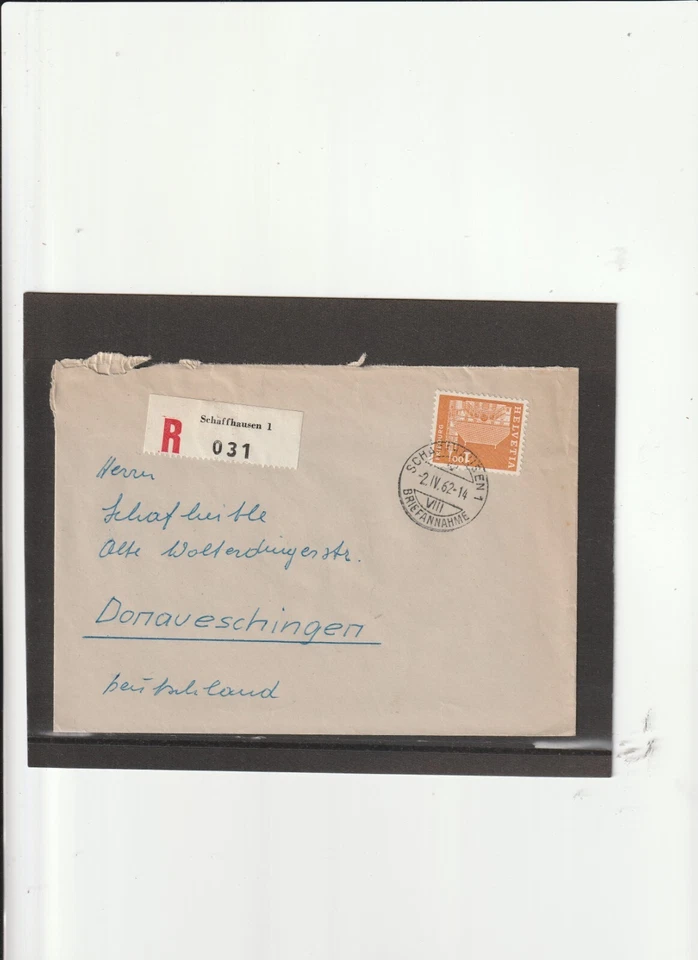 Schaffhausen 1
R 031
HELVETIA
1.00
SCHAFFHAUSEN 1
-2.IV.62-14
VIII
BRIEFANNAHME
Herrn
Schafheitle
Alte Wolterdingerstr.
Donaueschingen
Deutschland